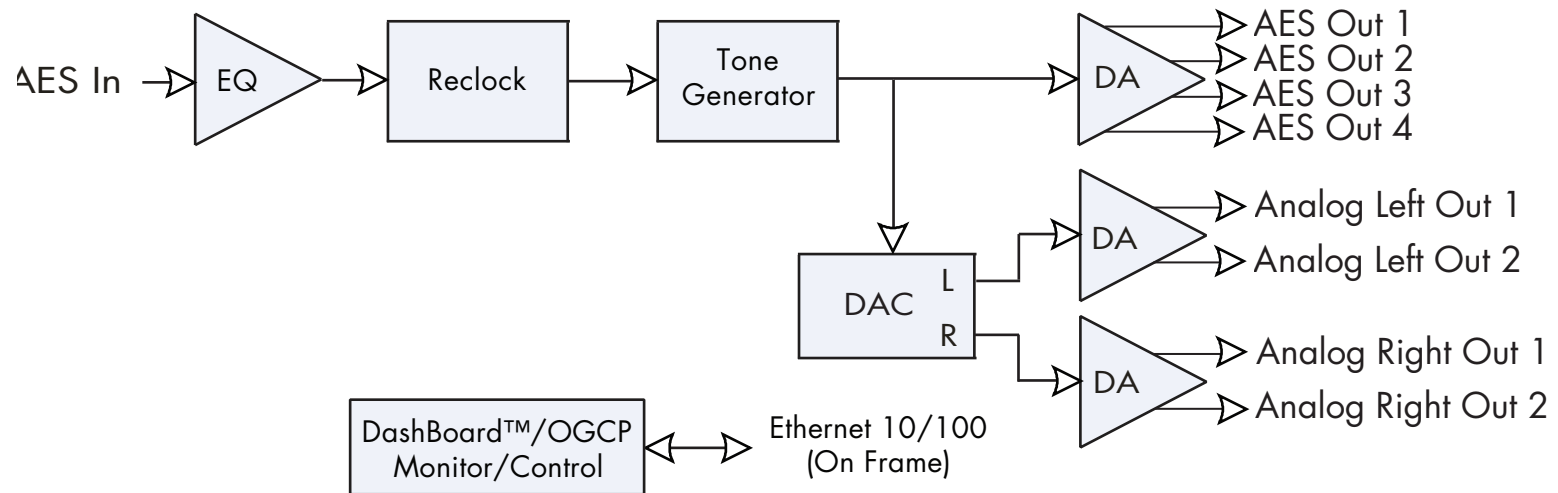 AES In
EQ
Reclock
Tone
Generator
DA
AES Out 1
AES Out 2
AES Out 3
AES Out 4
DAC
L
R
DA
Analog Left Out 1
Analog Left Out 2
DA
Analog Right Out 1
Analog Right Out 2
DashBoard™/OGCP
Monitor/Control
Ethernet 10/100
(On Frame)